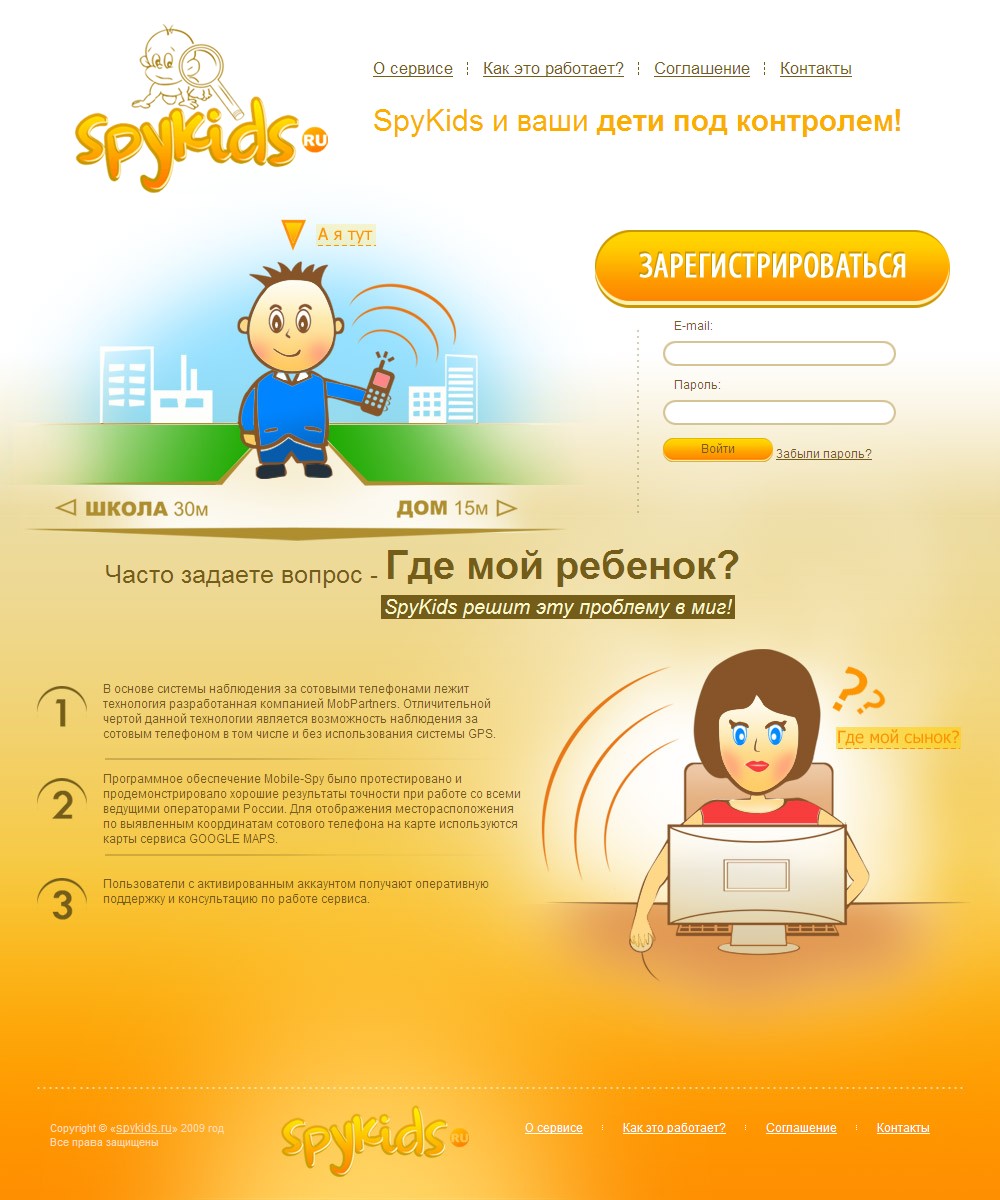 О сервисе
Как это работает?
Соглашение
Контакты
spykids RU
SpyKids и ваши дети под контролем!
А я тут
ЗАРЕГИСТРИРОВАТЬСЯ
E-mail:
Пароль:
Войти
Забыли пароль?
ШКОЛА 30м
ДОМ 15м
Часто задаете вопрос - Где мой ребенок?
SpyKids решит эту проблему в миг!
1
В основе системы наблюдения за сотовыми телефонами лежит
технология разработанная компанией MobPartners. Отличительной
чертой данной технологии является возможность наблюдения за
сотовым телефоном в том числе и без использования системы GPS.
2
Программное обеспечение Mobile-Spy было протестировано и
продемонстрировало хорошие результаты точности при работе со всеми
ведущими операторами России. Для отображения месторасположения
по выявленным координатам сотового телефона на карте используются
карты сервиса GOOGLE MAPS.
3
Пользователи с активированным аккаунтом получают оперативную
поддержку и консультацию по работе сервиса.
???
Где мой сынок?
Copyright © «spykids.ru» 2009 год
Все права защищены
spykids RU
О сервисе
Как это работает?
Соглашение
Контакты